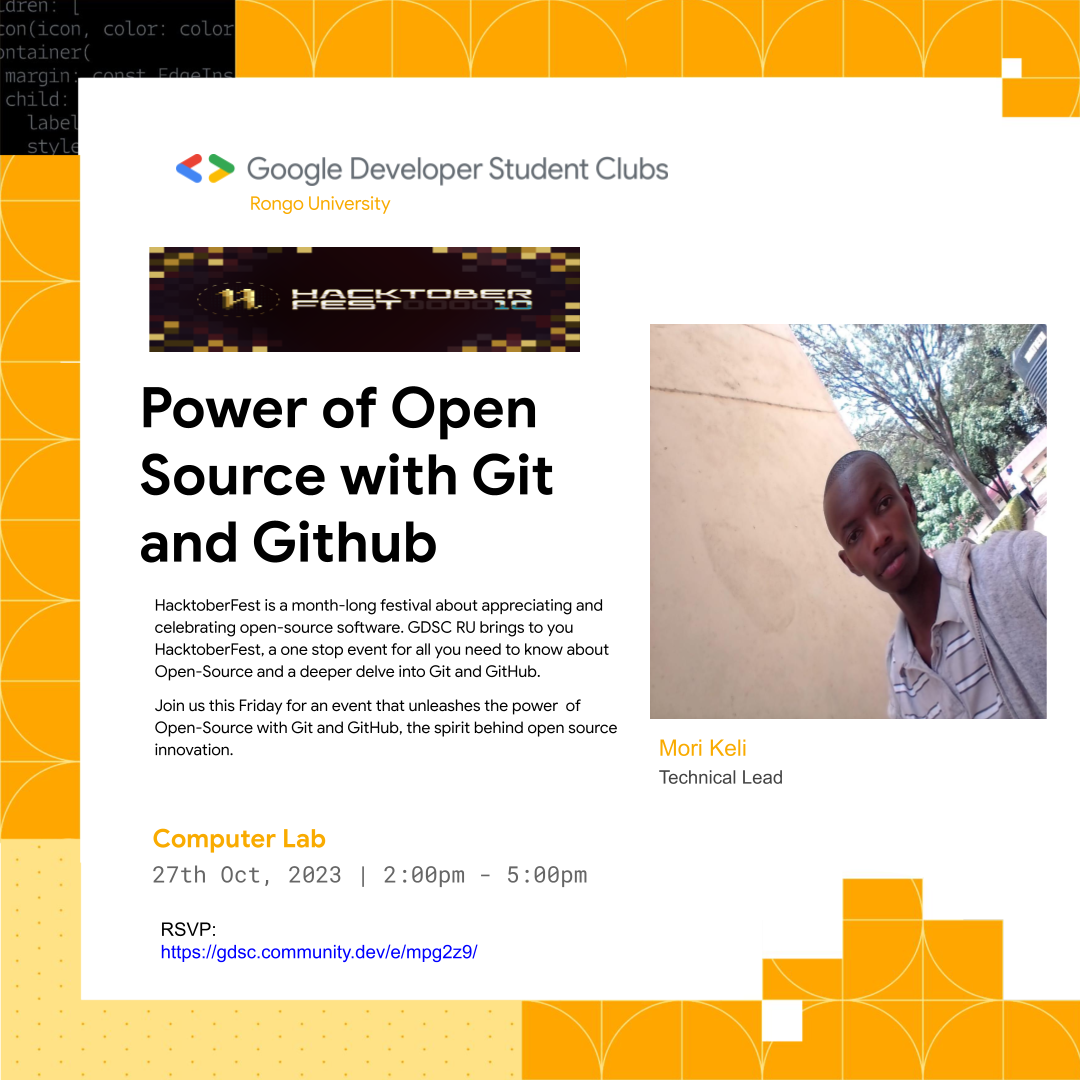 ldren: [
con(icon, color: color
ontainer(
margin: const EdgeIns
child:
label
style
Google Developer Student Clubs
Rongo University
HACKTOBER
FEST000010
Power of Open
Source with Git
and Github
HacktoberFest is a month-long festival about appreciating and
celebrating open-source software. GDSC RU brings to you
HacktoberFest, a one stop event for all you need to know about
Open-Source and a deeper delve into Git and GitHub.
Join us this Friday for an event that unleashes the power of
Open-Source with Git and GitHub, the spirit behind open source
innovation.
Mori Keli
Technical Lead
Computer Lab
27th Oct, 2023 | 2:00pm - 5:00pm
RSVP:
https://gdsc.community.dev/e/mpg2z9/